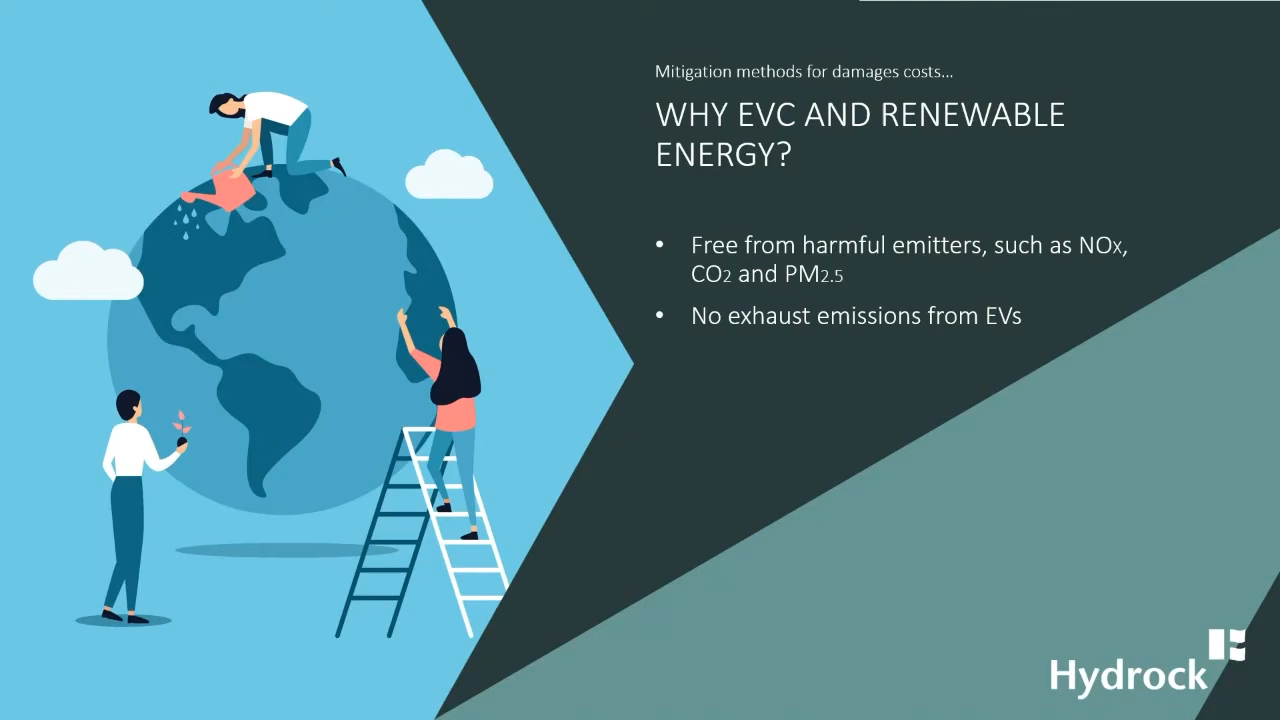 Mitigation methods for damages costs...
WHY EVC AND RENEWABLE
ENERGY?
• Free from harmful emitters, such as NOx,
CO2 and PM2.5
• No exhaust emissions from EVs
Hydrock